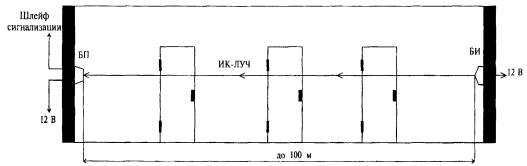 Шлейф
сигнализации
БП
ИК-ЛУЧ
БИ
12 В
12 В
до 100 м